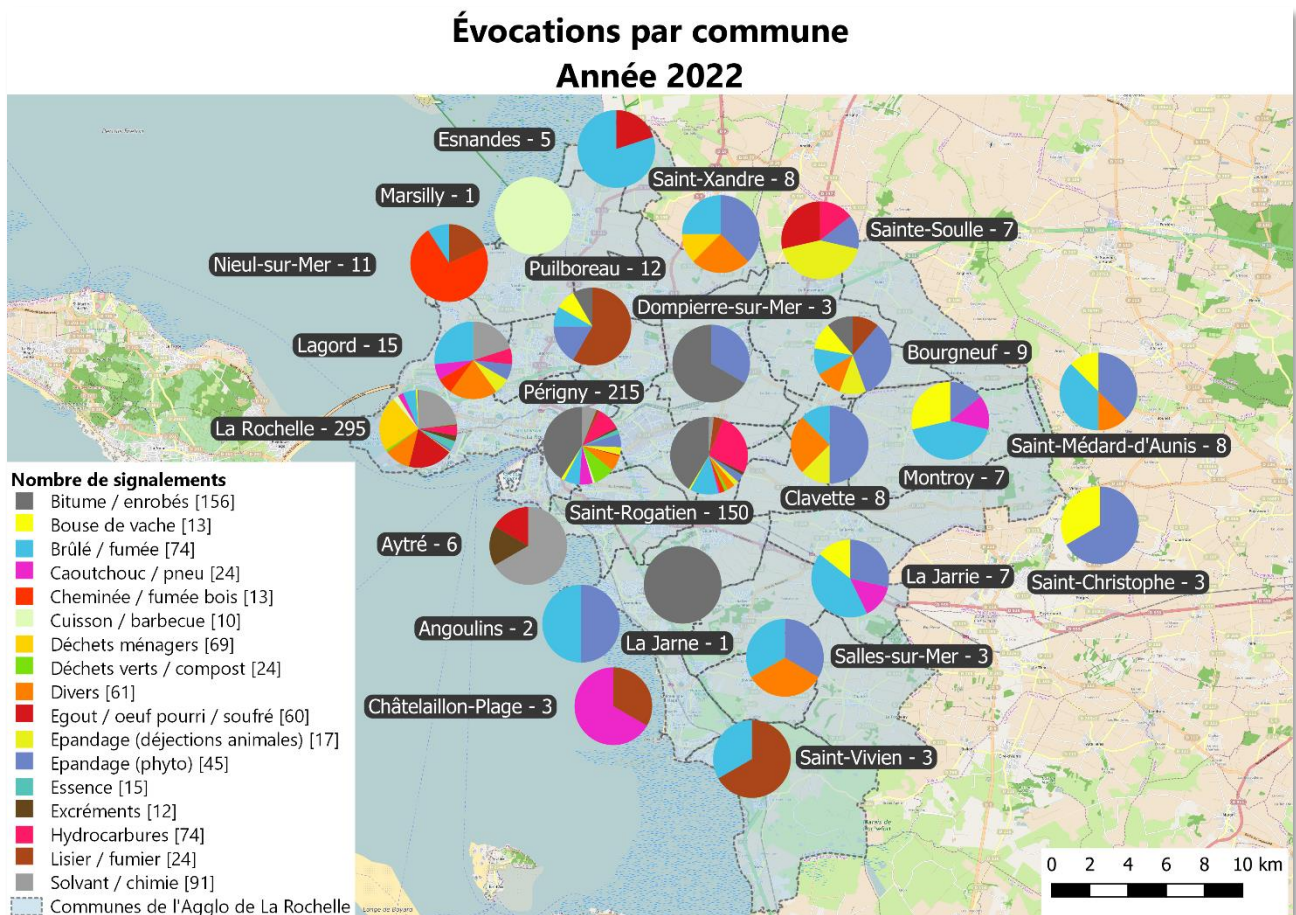 Évocations par commune
Année 2022
Esnandes - 5
Saint-Xandre - 8
Marsilly - 1
Sainte-Soulle - 7
Nieul-sur-Mer - 11
Puilboreau - 12
Dompierre-sur-Mer - 3
Lagord - 15
Bourgneuf - 9
Périgny - 215
La Rochelle - 295
Saint-Médard-d'Aunis - 8
Montroy - 7
Clavette - 8
Saint-Rogatien - 150
Aytré - 6
La Jarrie - 7
Saint-Christophe - 3
Angoulins - 2
La Jarne - 1
Salles-sur-Mer - 3
Châtelaillon-Plage - 3
Saint-Vivien - 3
Nombre de signalements
Bitume / enrobés [156]
Bouse de vache [13]
Brûlé / fumée [74]
Caoutchouc / pneu [24]
Cheminée / fumée bois [13]
Cuisson / barbecue [10]
Déchets ménagers [69]
Déchets verts / compost [24]
Divers [61]
Egout / oeuf pourri / soufré [60]
Epandage (déjections animales) [17]
Epandage (phyto) [45]
Essence [15]
Excréments [12]
Hydrocarbures [74]
Lisier / fumier [24]
Solvant / chimie [91]
Communes de l'Agglo de La Rochelle
0 2 4 6 8 10 km